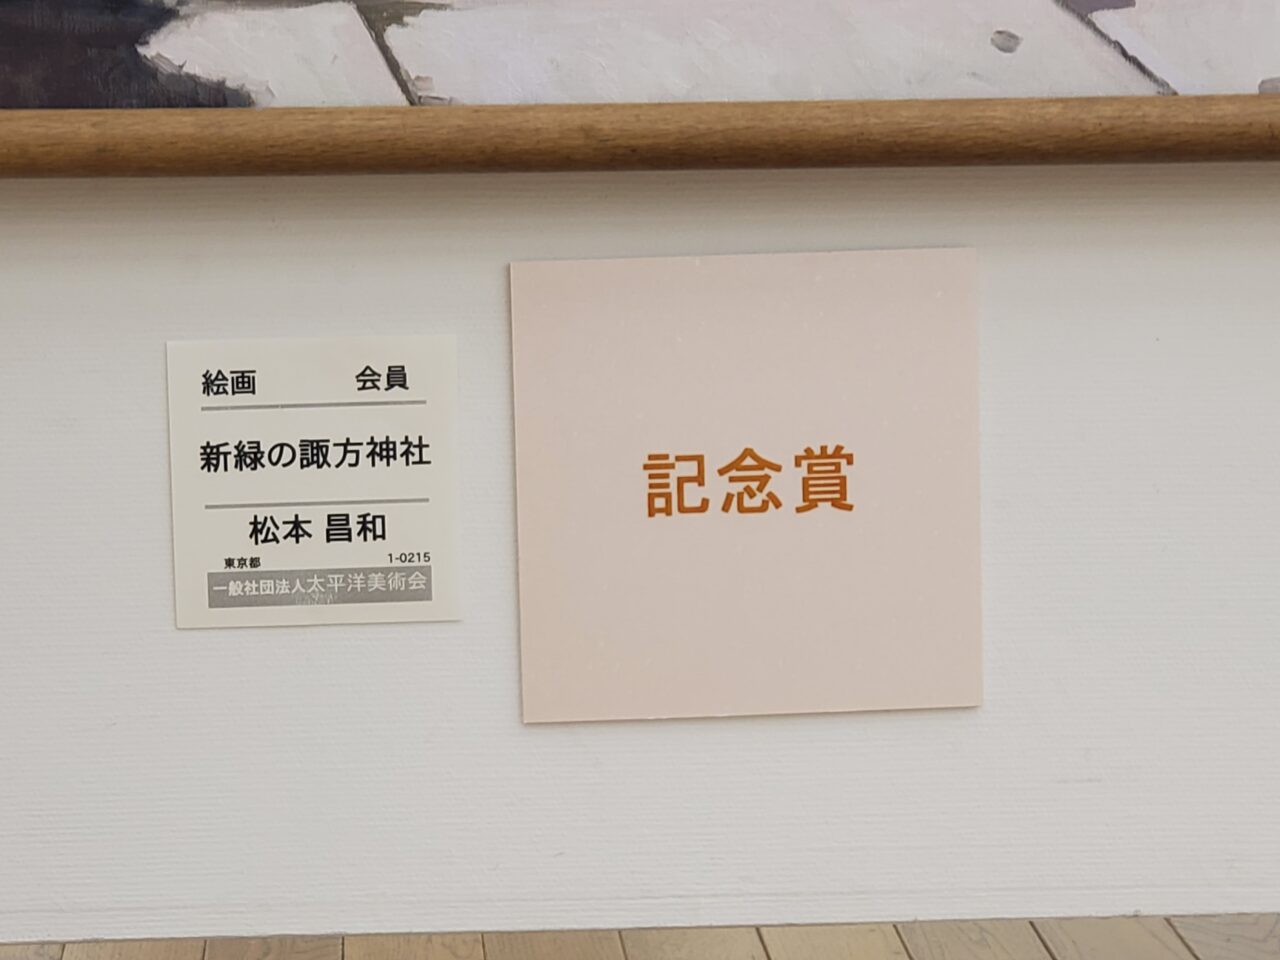 絵画 会員
新緑の諏方神社
松本 昌和
東京都 1-0215
一般社団法人太平洋美術会
記念賞